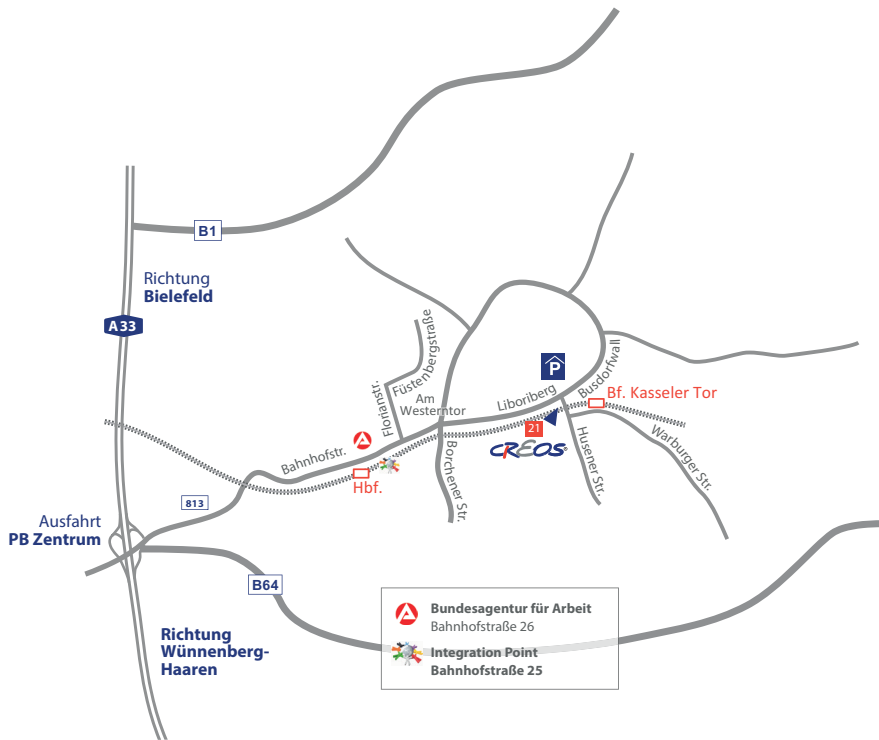 B1
Richtung
Bielefeld
A33
Füstenbergstraße
Florianstr.
Am
Westerntor
P
Liboriberg
Busdorfwall
Bf. Kasseler Tor
21
CREOS®
Bahnhofstr.
Hbf.
Borchener Str.
Husener Str.
Warburger Str.
813
Ausfahrt
PB Zentrum
B64
Richtung
Wünnenberg-
Haaren
A
Bundesagentur für Arbeit
Bahnhofstraße 26
Integration Point
Bahnhofstraße 25